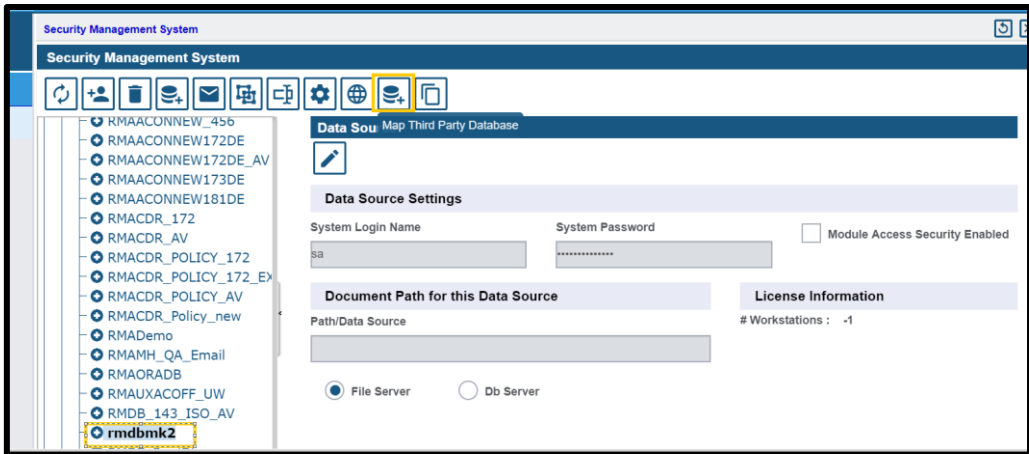 Security Management System
Security Management System
RMAACONNEW_456
RMAACONNEW172DE
RMAACONNEW172DE_AV
RMAACONNEW173DE
RMAACONNEW181DE
RMACDR_172
RMACDR_AV
RMACDR_POLICY_172
RMACDR_POLICY_172_EX
RMACDR_POLICY_AV
RMACDR_Policy_new
RMADemo
RMAMH_QA_Email
RMAORADB
RMAUXACOFF_UW
RMDB_143_ISO_AV
rmdbmk2
Data Sou Map Third Party Database
Data Source Settings
System Login Name System Password Module Access Security Enabled
sa ••••••••••••••
Document Path for this Data Source License Information
Path/Data Source # Workstations : -1
File Server Db Server